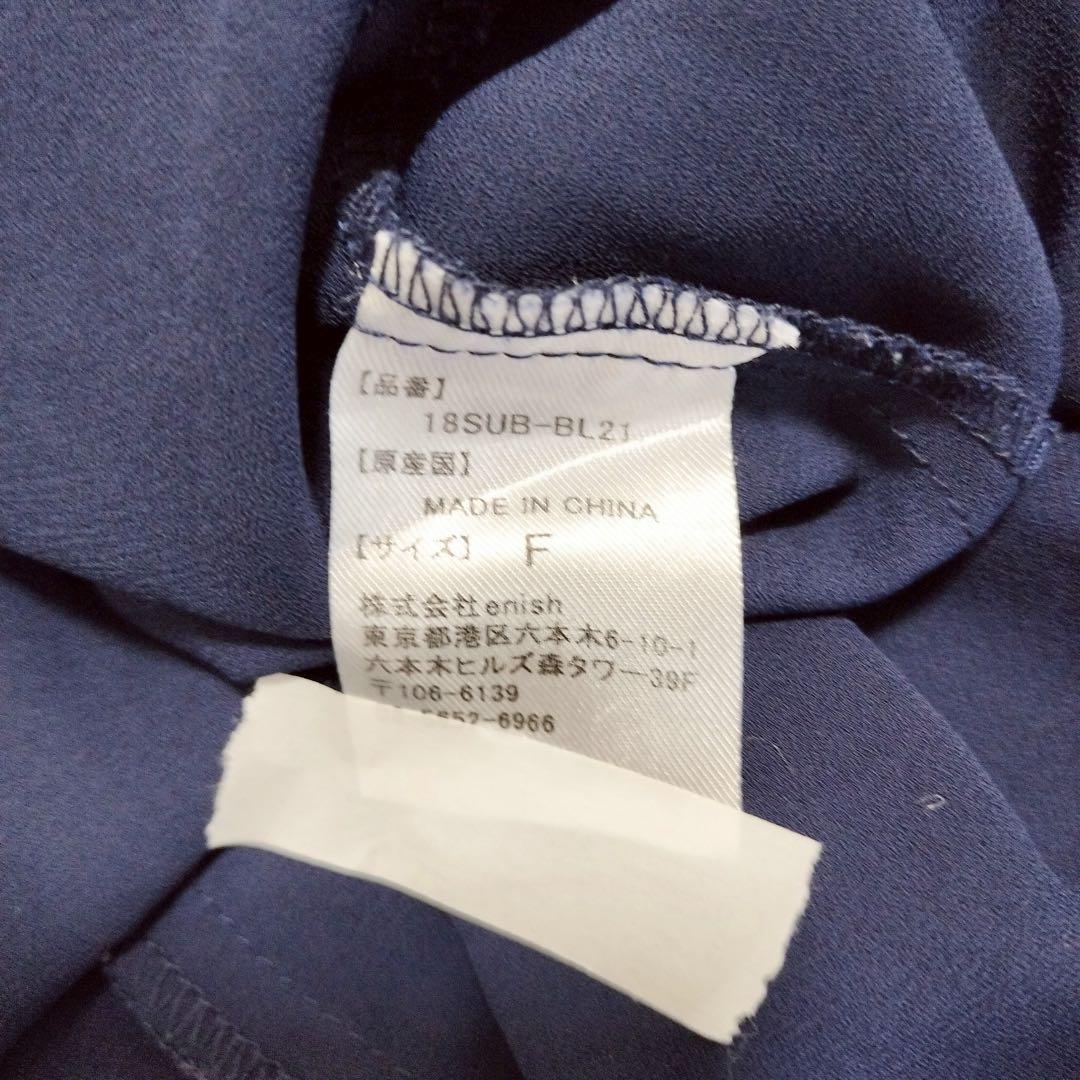 【品番】
18SUB-BL21
【原産国】
MADE IN CHINA
【サイズ】 F
株式会社enish
東京都港区六本木6-10-1
六本木ヒルズ森タワー39F
〒106-6139
-6966